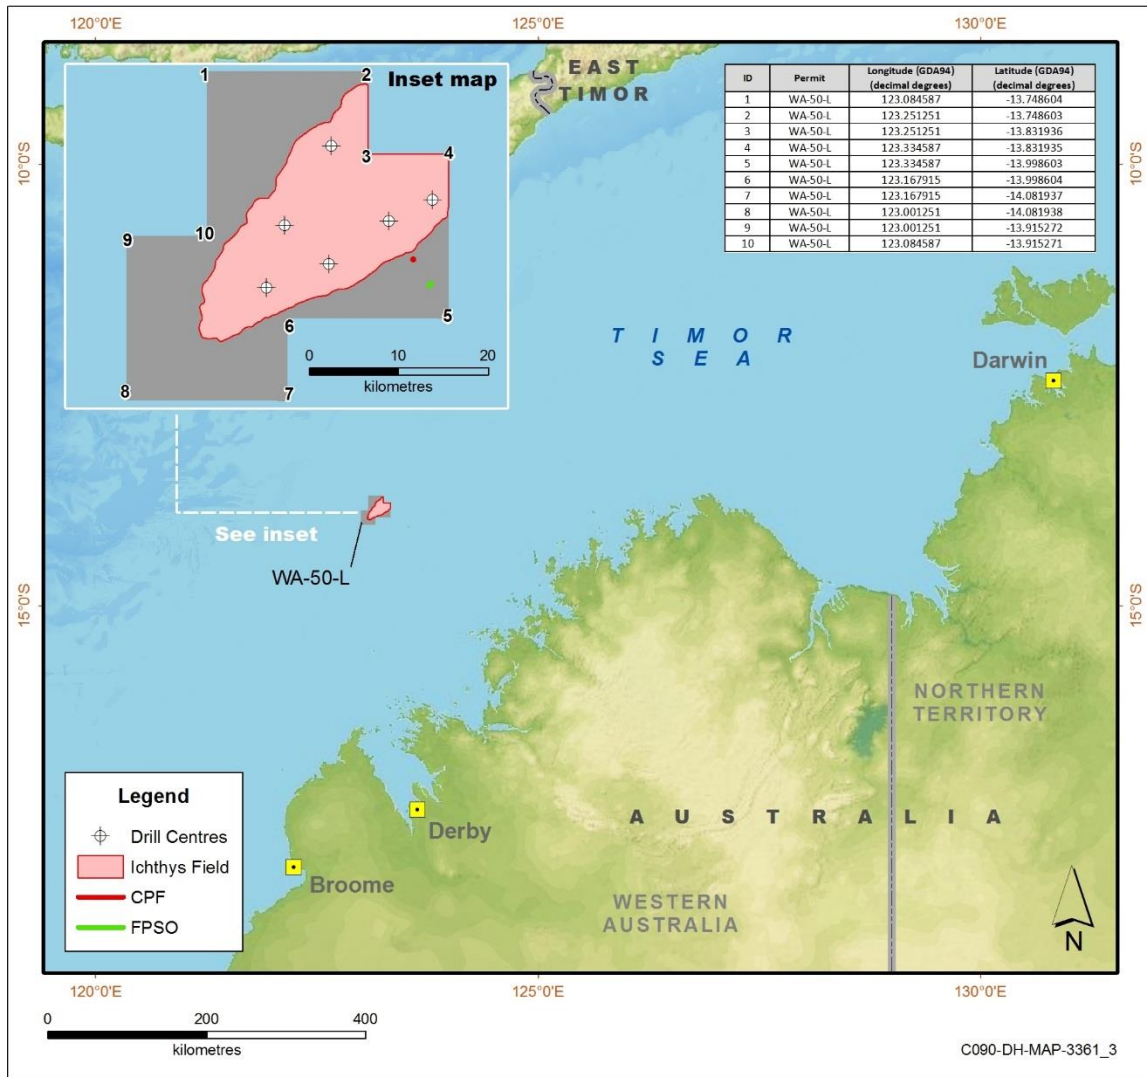 120°0'E 125°0'E 130°0'E
Inset map
1
2
3
4
9
10
5
6
8
7
0 10 20
kilometres
EAST
TIMOR
ID Permit Longitude (GDA94) (decimal degrees) Latitude (GDA94) (decimal degrees)
1 WA-50-L 123.084587 -13.748604
2 WA-50-L 123.251251 -13.748603
3 WA-50-L 123.251251 -13.831936
4 WA-50-L 123.334587 -13.831935
5 WA-50-L 123.334587 -13.998603
6 WA-50-L 123.167915 -13.998604
7 WA-50-L 123.167915 -14.081937
8 WA-50-L 123.001251 -14.081938
9 WA-50-L 123.001251 -13.915272
10 WA-50-L 123.084587 -13.915271
10°0'S
10°0'S
TIMOR
SEA
Darwin
See inset
WA-50-L
15°0'S
15°0'S
NORTHERN
TERRITORY
AUSTRALIA
Derby
Broome
WESTERN
AUSTRALIA
Legend
Drill Centres
Ichthys Field
CPF
FPSO
N
120°0'E 125°0'E 130°0'E
0 200 400
kilometres
C090-DH-MAP-3361_3